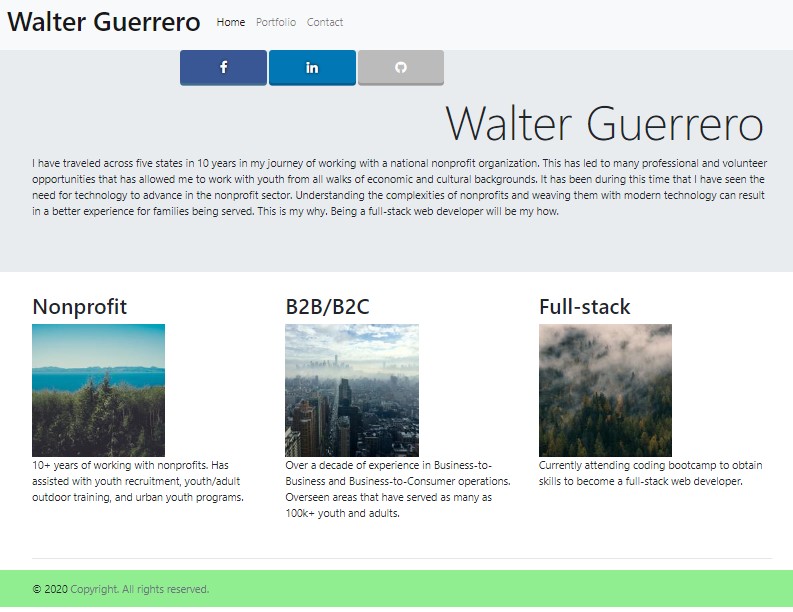 Walter Guerrero Home Portfolio Contact
f in
Walter Guerrero
I have traveled across five states in 10 years in my journey of working with a national nonprofit organization. This has led to many professional and volunteer
opportunities that has allowed me to work with youth from all walks of economic and cultural backgrounds. It has been during this time that I have seen the
need for technology to advance in the nonprofit sector. Understanding the complexities of nonprofits and weaving them with modern technology can result
in a better experience for families being served. This is my why. Being a full-stack web developer will be my how.
Nonprofit
10+ years of working with nonprofits. Has
assisted with youth recruitment, youth/adult
outdoor training, and urban youth programs.
B2B/B2C
Over a decade of experience in Business-to-
Business and Business-to-Consumer operations.
Overseen areas that have served as many as
100k+ youth and adults.
Full-stack
Currently attending coding bootcamp to obtain
skills to become a full-stack web developer.
© 2020 Copyright. All rights reserved.